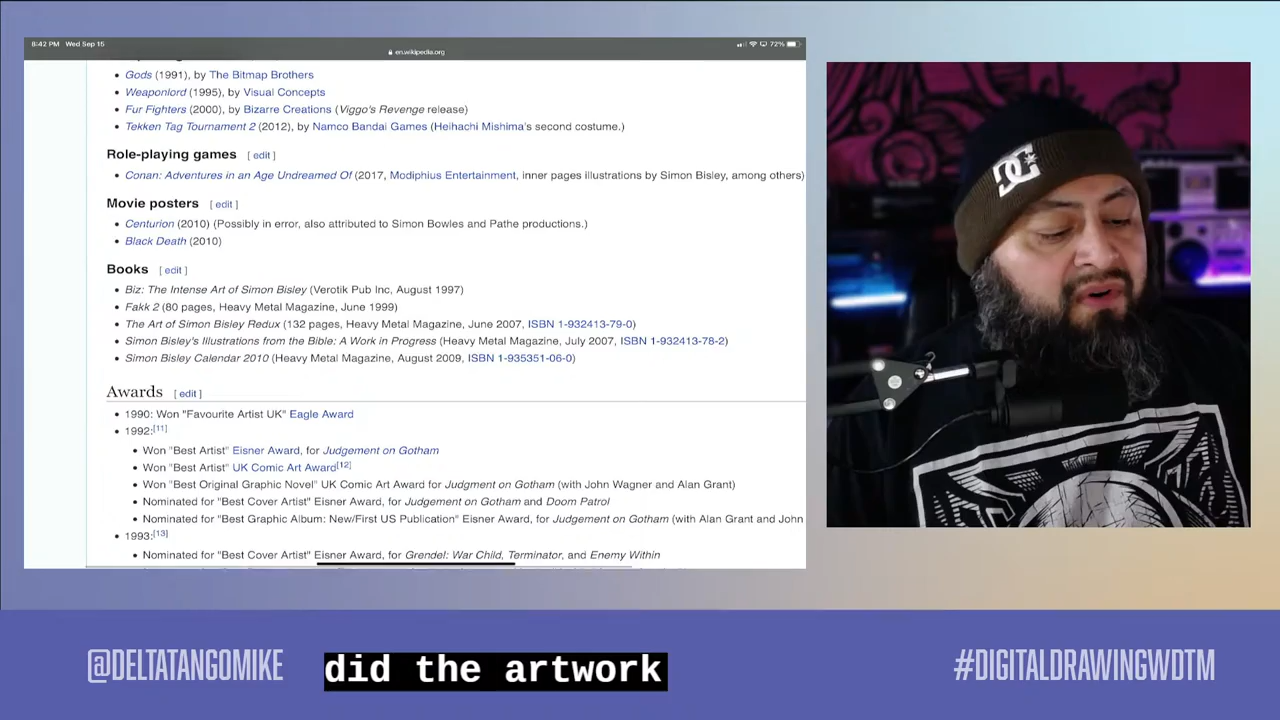 8:42 PM Wed Sep 15
en.wikipedia.org
72%
Gods (1991), by The Bitmap Brothers
Weaponlord (1995), by Visual Concepts
Fur Fighters (2000), by Bizarre Creations (Viggo's Revenge release)
Tekken Tag Tournament 2 (2012), by Namco Bandai Games (Heihachi Mishima's second costume.)
Role-playing games [ edit ]
Conan: Adventures in an Age Undreamed Of (2017, Modiphius Entertainment, inner pages illustrations by Simon Bisley, among others)
Movie posters [ edit ]
Centurion (2010) (Possibly in error, also attributed to Simon Bowles and Pathe productions.)
Black Death (2010)
Books [ edit ]
Biz: The Intense Art of Simon Bisley (Verotik Pub Inc, August 1997)
Fakk 2 (80 pages, Heavy Metal Magazine, June 1999)
The Art of Simon Bisley Redux (132 pages, Heavy Metal Magazine, June 2007, ISBN 1-932413-79-0)
Simon Bisley's Illustrations from the Bible: A Work in Progress (Heavy Metal Magazine, July 2007, ISBN 1-932413-78-2)
Simon Bisley Calendar 2010 (Heavy Metal Magazine, August 2009, ISBN 1-935351-06-0)
Awards [ edit ]
1990: Won "Favourite Artist UK" Eagle Award
1992:[11]
Won "Best Artist" Eisner Award, for Judgement on Gotham
Won "Best Artist" UK Comic Art Award[12]
Won "Best Original Graphic Novel" UK Comic Art Award for Judgment on Gotham (with John Wagner and Alan Grant)
Nominated for "Best Cover Artist" Eisner Award, for Judgement on Gotham and Doom Patrol
Nominated for "Best Graphic Album: New/First US Publication" Eisner Award, for Judgement on Gotham (with Alan Grant and John
1993:[13]
Nominated for "Best Cover Artist" Eisner Award, for Grendel: War Child, Terminator, and Enemy Within
DC
@DELTATANGOMIKE
did the artwork
#DIGITALDRAWINGWDTM